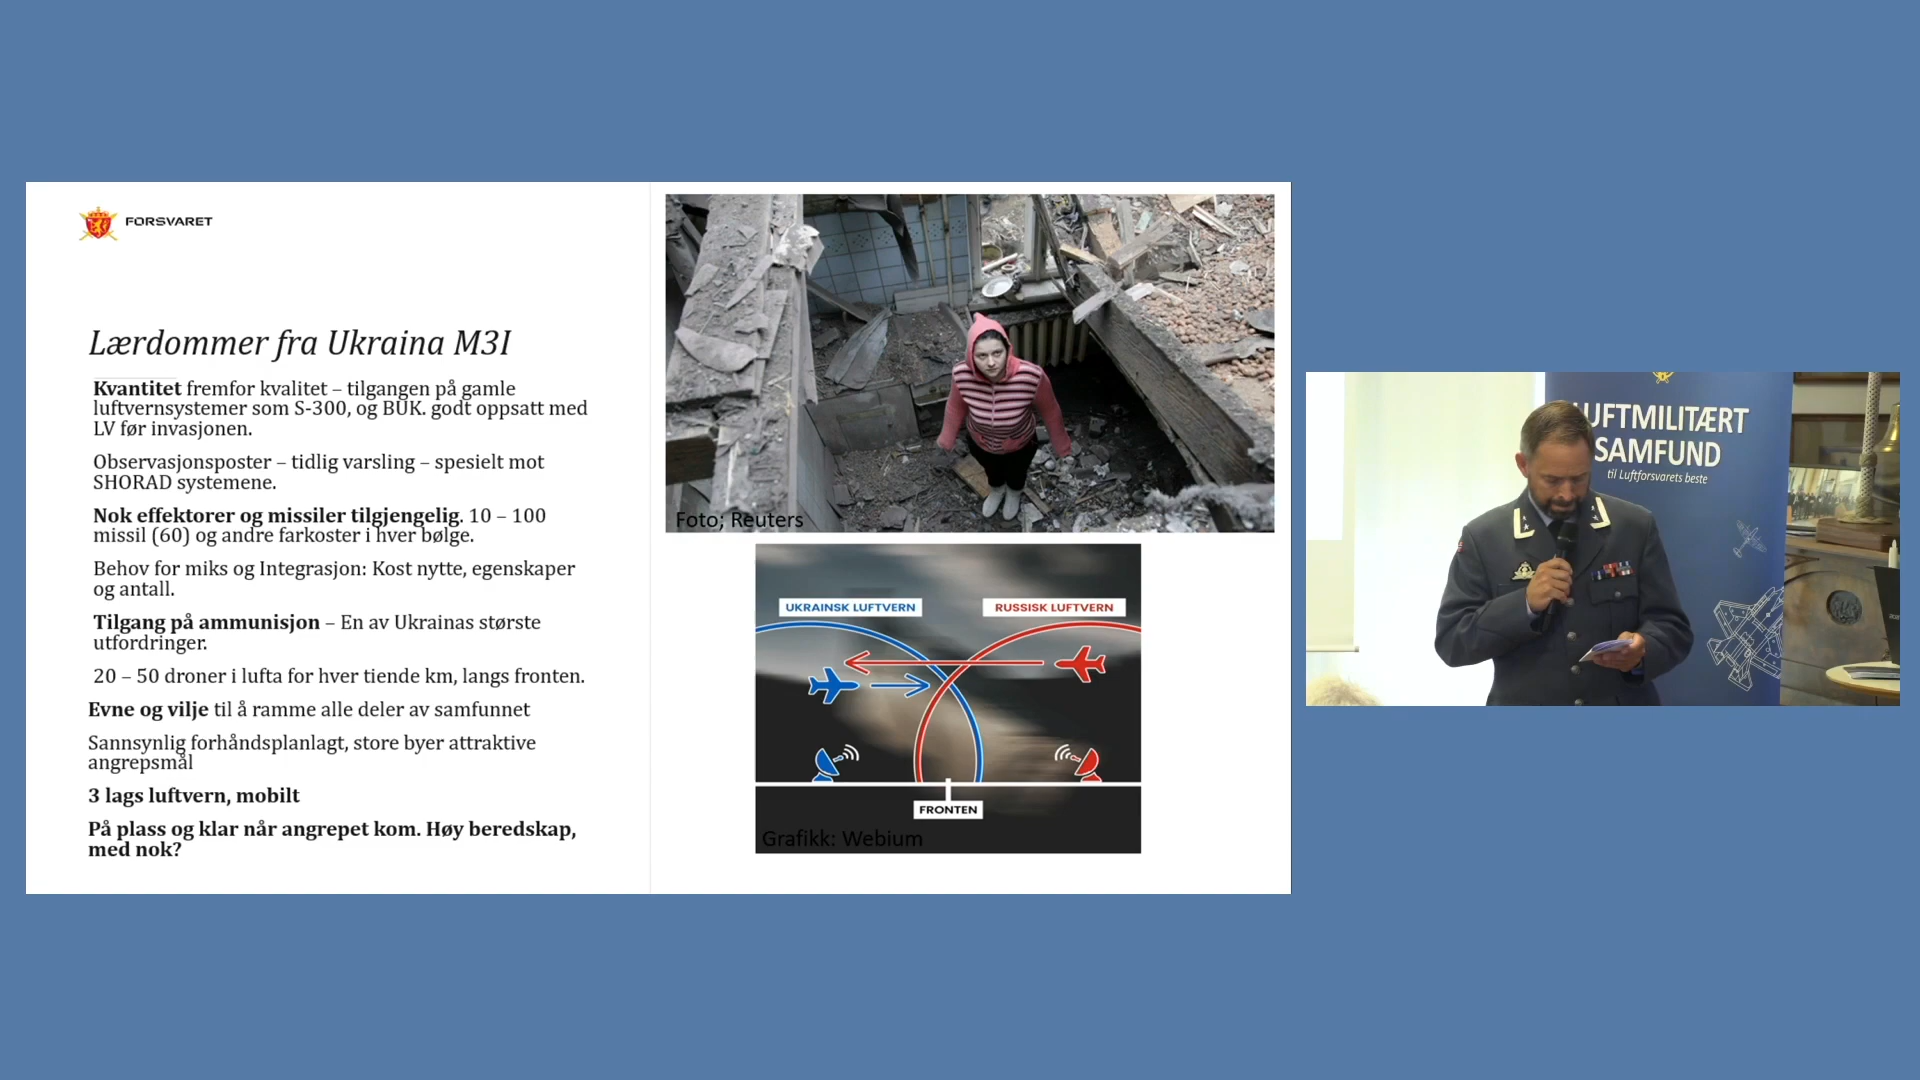 FORSVARET
Lærdommer fra Ukraina M3I
Kvantitet fremfor kvalitet – tilgangen på gamle
luftvernsystemer som S-300, og BUK. godt oppsatt med
LV før invasjonen.
Observasjonsposter – tidlig varsling – spesielt mot
SHORAD systemene.
Nok effektorer og missiler tilgjengelig. 10 – 100
missil (60) og andre farkoster i hver bølge.
Behov for miks og Integrasjon: Kost nytte, egenskaper
og antall.
Tilgang på ammunisjon – En av Ukrainas største
utfordringer.
20 – 50 droner i lufta for hver tiende km, langs fronten.
Evne og vilje til å ramme alle deler av samfunnet
Sannsynlig forhåndsplanlagt, store byer attraktive
angrepsmål
3 lags luftvern, mobilt
På plass og klar når angrepet kom. Høy beredskap,
med nok?
Foto; Reuters
UKRAINSK LUFTVERN
RUSSISK LUFTVERN
FRONTEN
Grafikk: Webium
LUFTMILITÆRT
SAMFUND
til Luftforsvarets beste